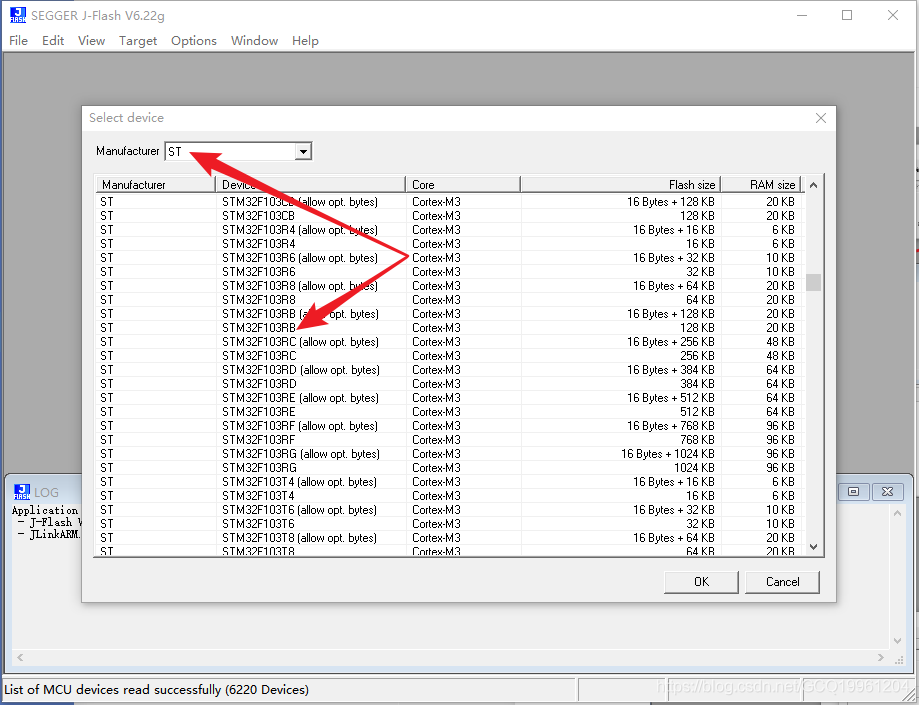 SEGGER J-Flash V6.22g
File Edit View Target Options Window Help
Select device
Manufacturer ST
Manufacturer Device Core Flash size RAM size
ST (allow opt. bytes) Cortex-M3 16 Bytes + 128 KB 20 KB
ST STM32F103CB Cortex-M3 128 KB 20 KB
ST STM32F103R4 (allow opt. bytes) Cortex-M3 16 Bytes + 16 KB 6 KB
ST STM32F103R4 Cortex-M3 16 KB 6 KB
ST STM32F103R6 (allow opt. bytes) Cortex-M3 16 Bytes + 32 KB 10 KB
ST STM32F103R6 Cortex-M3 32 KB 10 KB
ST STM32F103R8 (allow opt. bytes) Cortex-M3 16 Bytes + 64 KB 20 KB
ST STM32F103R8 Cortex-M3 64 KB 20 KB
ST STM32F103RB (allow opt. bytes) Cortex-M3 16 Bytes + 128 KB 20 KB
ST STM32F103RB Cortex-M3 128 KB 20 KB
ST STM32F103RC (allow opt. bytes) Cortex-M3 16 Bytes + 256 KB 48 KB
ST STM32F103RC Cortex-M3 256 KB 48 KB
ST STM32F103RD (allow opt. bytes) Cortex-M3 16 Bytes + 384 KB 64 KB
ST STM32F103RD Cortex-M3 384 KB 64 KB
ST STM32F103RE (allow opt. bytes) Cortex-M3 16 Bytes + 512 KB 64 KB
ST STM32F103RE Cortex-M3 512 KB 64 KB
ST STM32F103RF (allow opt. bytes) Cortex-M3 16 Bytes + 768 KB 96 KB
ST STM32F103RF Cortex-M3 768 KB 96 KB
ST STM32F103RG (allow opt. bytes) Cortex-M3 16 Bytes + 1024 KB 96 KB
ST STM32F103RG Cortex-M3 1024 KB 96 KB
ST STM32F103T4 (allow opt. bytes) Cortex-M3 16 Bytes + 16 KB 6 KB
ST STM32F103T4 Cortex-M3 16 KB 6 KB
ST STM32F103T6 (allow opt. bytes) Cortex-M3 16 Bytes + 32 KB 10 KB
ST STM32F103T6 Cortex-M3 32 KB 10 KB
ST STM32F103T8 (allow opt. bytes) Cortex-M3 16 Bytes + 64 KB 20 KB
ST STM32F103T8 Cortex-M3 64 KB 20 KB
OK Cancel
LOG
Application
- J-Flash V
- JLinkARM.
List of MCU devices read successfully (6220 Devices)
https://blog.csdn.net/GCQ19961204